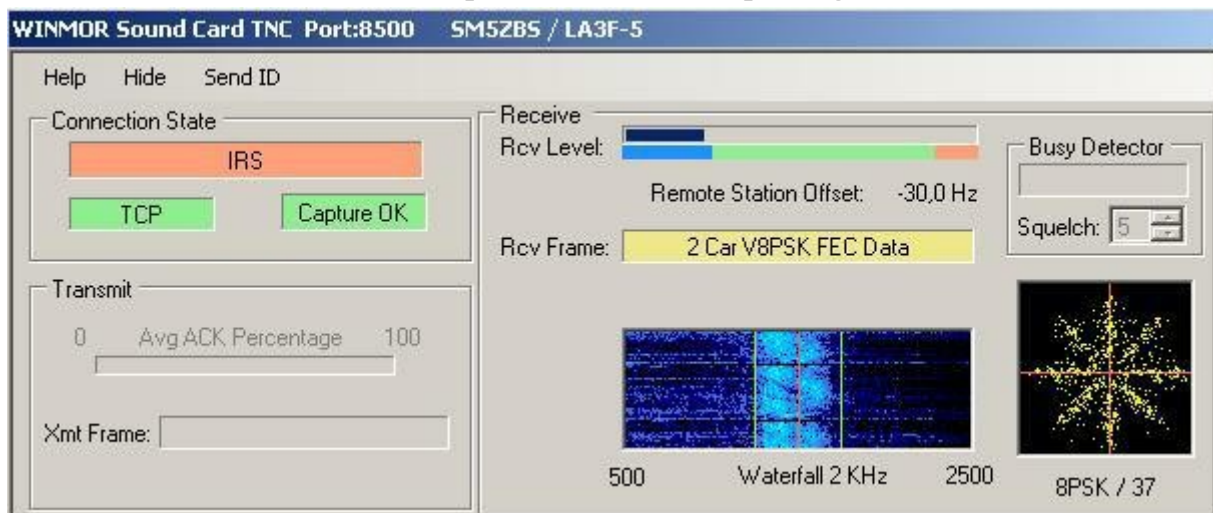 WINMOR Sound Card TNC Port:8500 SM5ZBS / LA3F-5
Help Hide Send ID
Connection State
IRS
TCP Capture OK
Transmit
0 Avg ACK Percentage 100
Xmt Frame:
Receive
Rcv Level:
Remote Station Offset: -30,0 Hz
Rcv Frame: 2 Car V8PSK FEC Data
500 Waterfall 2 KHz 2500
Busy Detector
Squelch: 5
8PSK / 37